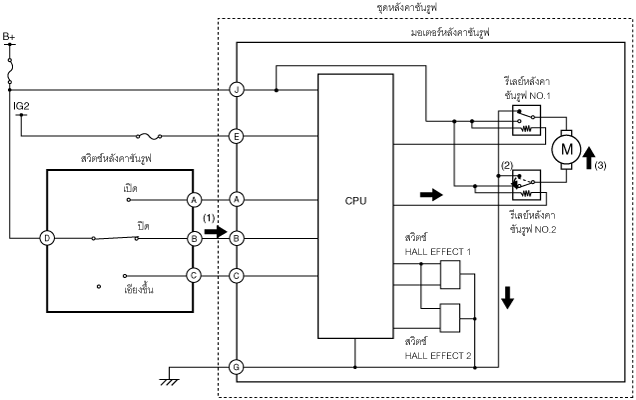 ชุดหลังคาซันรูฟ
B+
มอเตอร์หลังคาซันรูฟ
J
รีเลย์หลังคา
ซันรูฟ NO.1
IG2
E
M
(3)
สวิตช์หลังคาซันรูฟ
(2)
เปิด
A
A
CPU
(1)
รีเลย์หลังคา
ซันรูฟ NO.2
ปิด
D
B
B
สวิตช์
HALL EFFECT 1
C
C
เอียงขึ้น
สวิตช์
HALL EFFECT 2
G